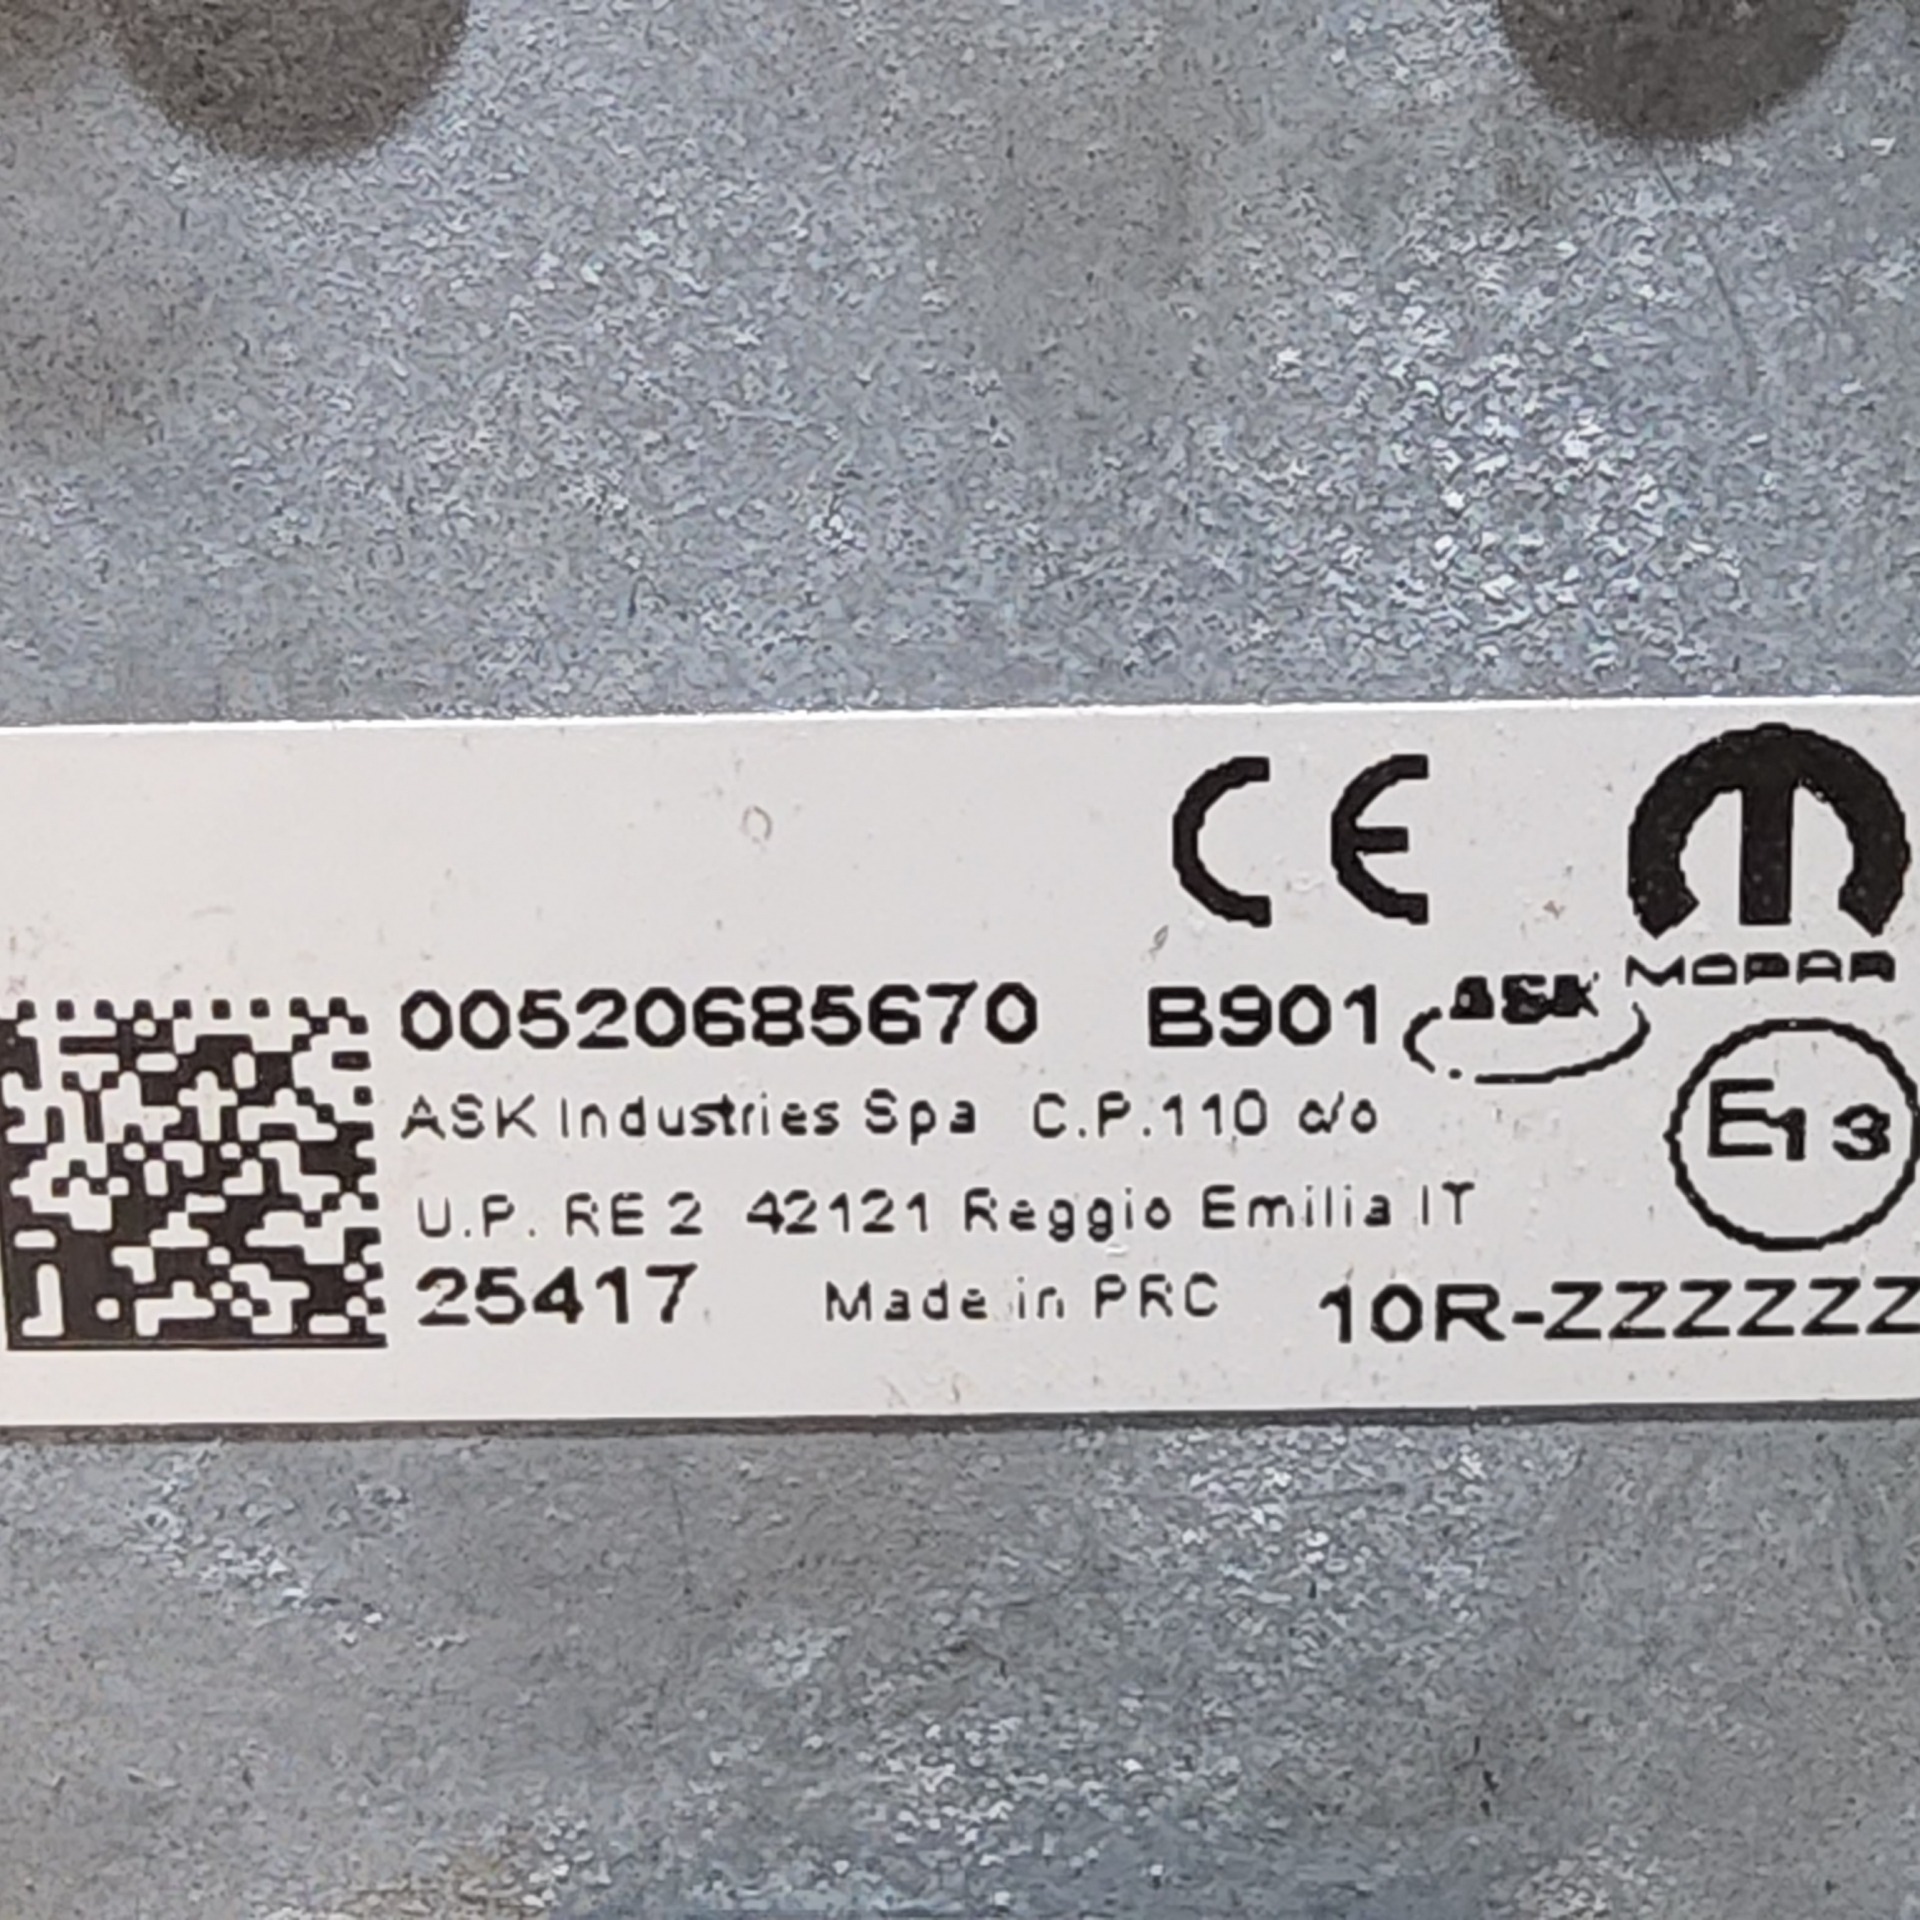 CE
MOPAR
00520685670 B901 ASK
ASK Industries Spa C.P.110 c/o
E13
U.P. RE 2 42121 Reggio Emilia IT
25417 Made in PRC 10R-ZZZZZZ